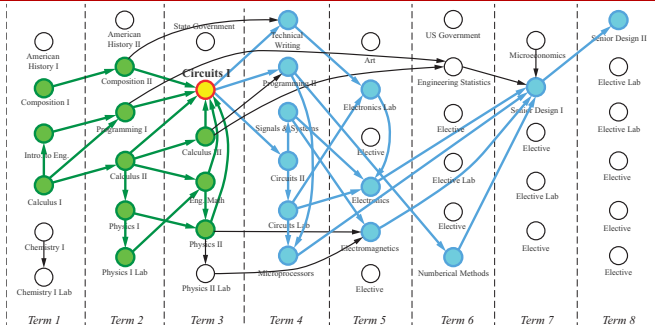 American
History I
Composition I
Intro. to Eng.
Calculus I
Chemistry I
Chemistry I Lab
Term 1
American
History II
Composition II
Programming I
Calculus II
Physics I
Physics I Lab
Term 2
State Government
Circuits I
Calculus III
Eng. Math
Physics II
Physics II Lab
Term 3
Technical
Writing
Programming II
Signals & Systems
Circuits II
Circuits Lab
Microprocessors
Term 4
Art
Electronics Lab
Elective
Electronics
Electromagnetics
Elective
Term 5
US Government
Engineering Statistics
Elective
Elective Lab
Elective
Numerical Methods
Term 6
Microeconomics
Senior Design I
Elective
Elective Lab
Elective
Term 7
Senior Design II
Elective Lab
Elective Lab
Elective
Elective
Elective
Term 8